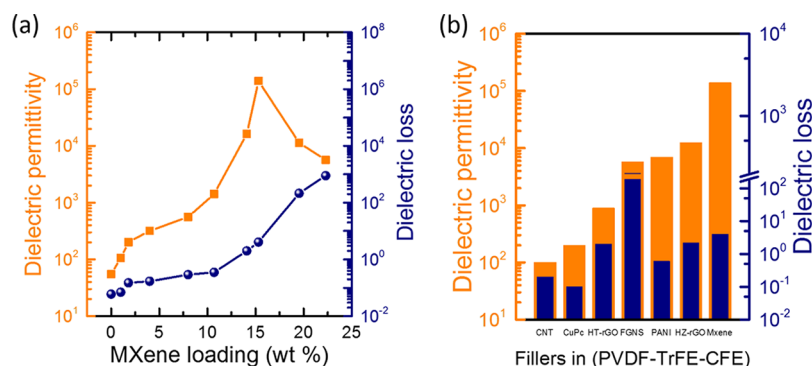 (a)
10⁶
10⁵
10⁴
10³
10²
10¹
Dielectric permittivity
0 5 10 15 20 25
MXene loading (wt %)
10⁸
10⁶
10⁴
10²
10⁰
10⁻²
Dielectric loss
(b)
10⁶
10⁵
10⁴
10³
10²
10¹
Dielectric permittivity
CNT CuPc HT-rGO FGNS PANI HZ-rGO Mxene
Fillers in (PVDF-TrFE-CFE)
10⁴
10³
10²
10¹
10⁰
10⁻¹
10⁻²
Dielectric loss